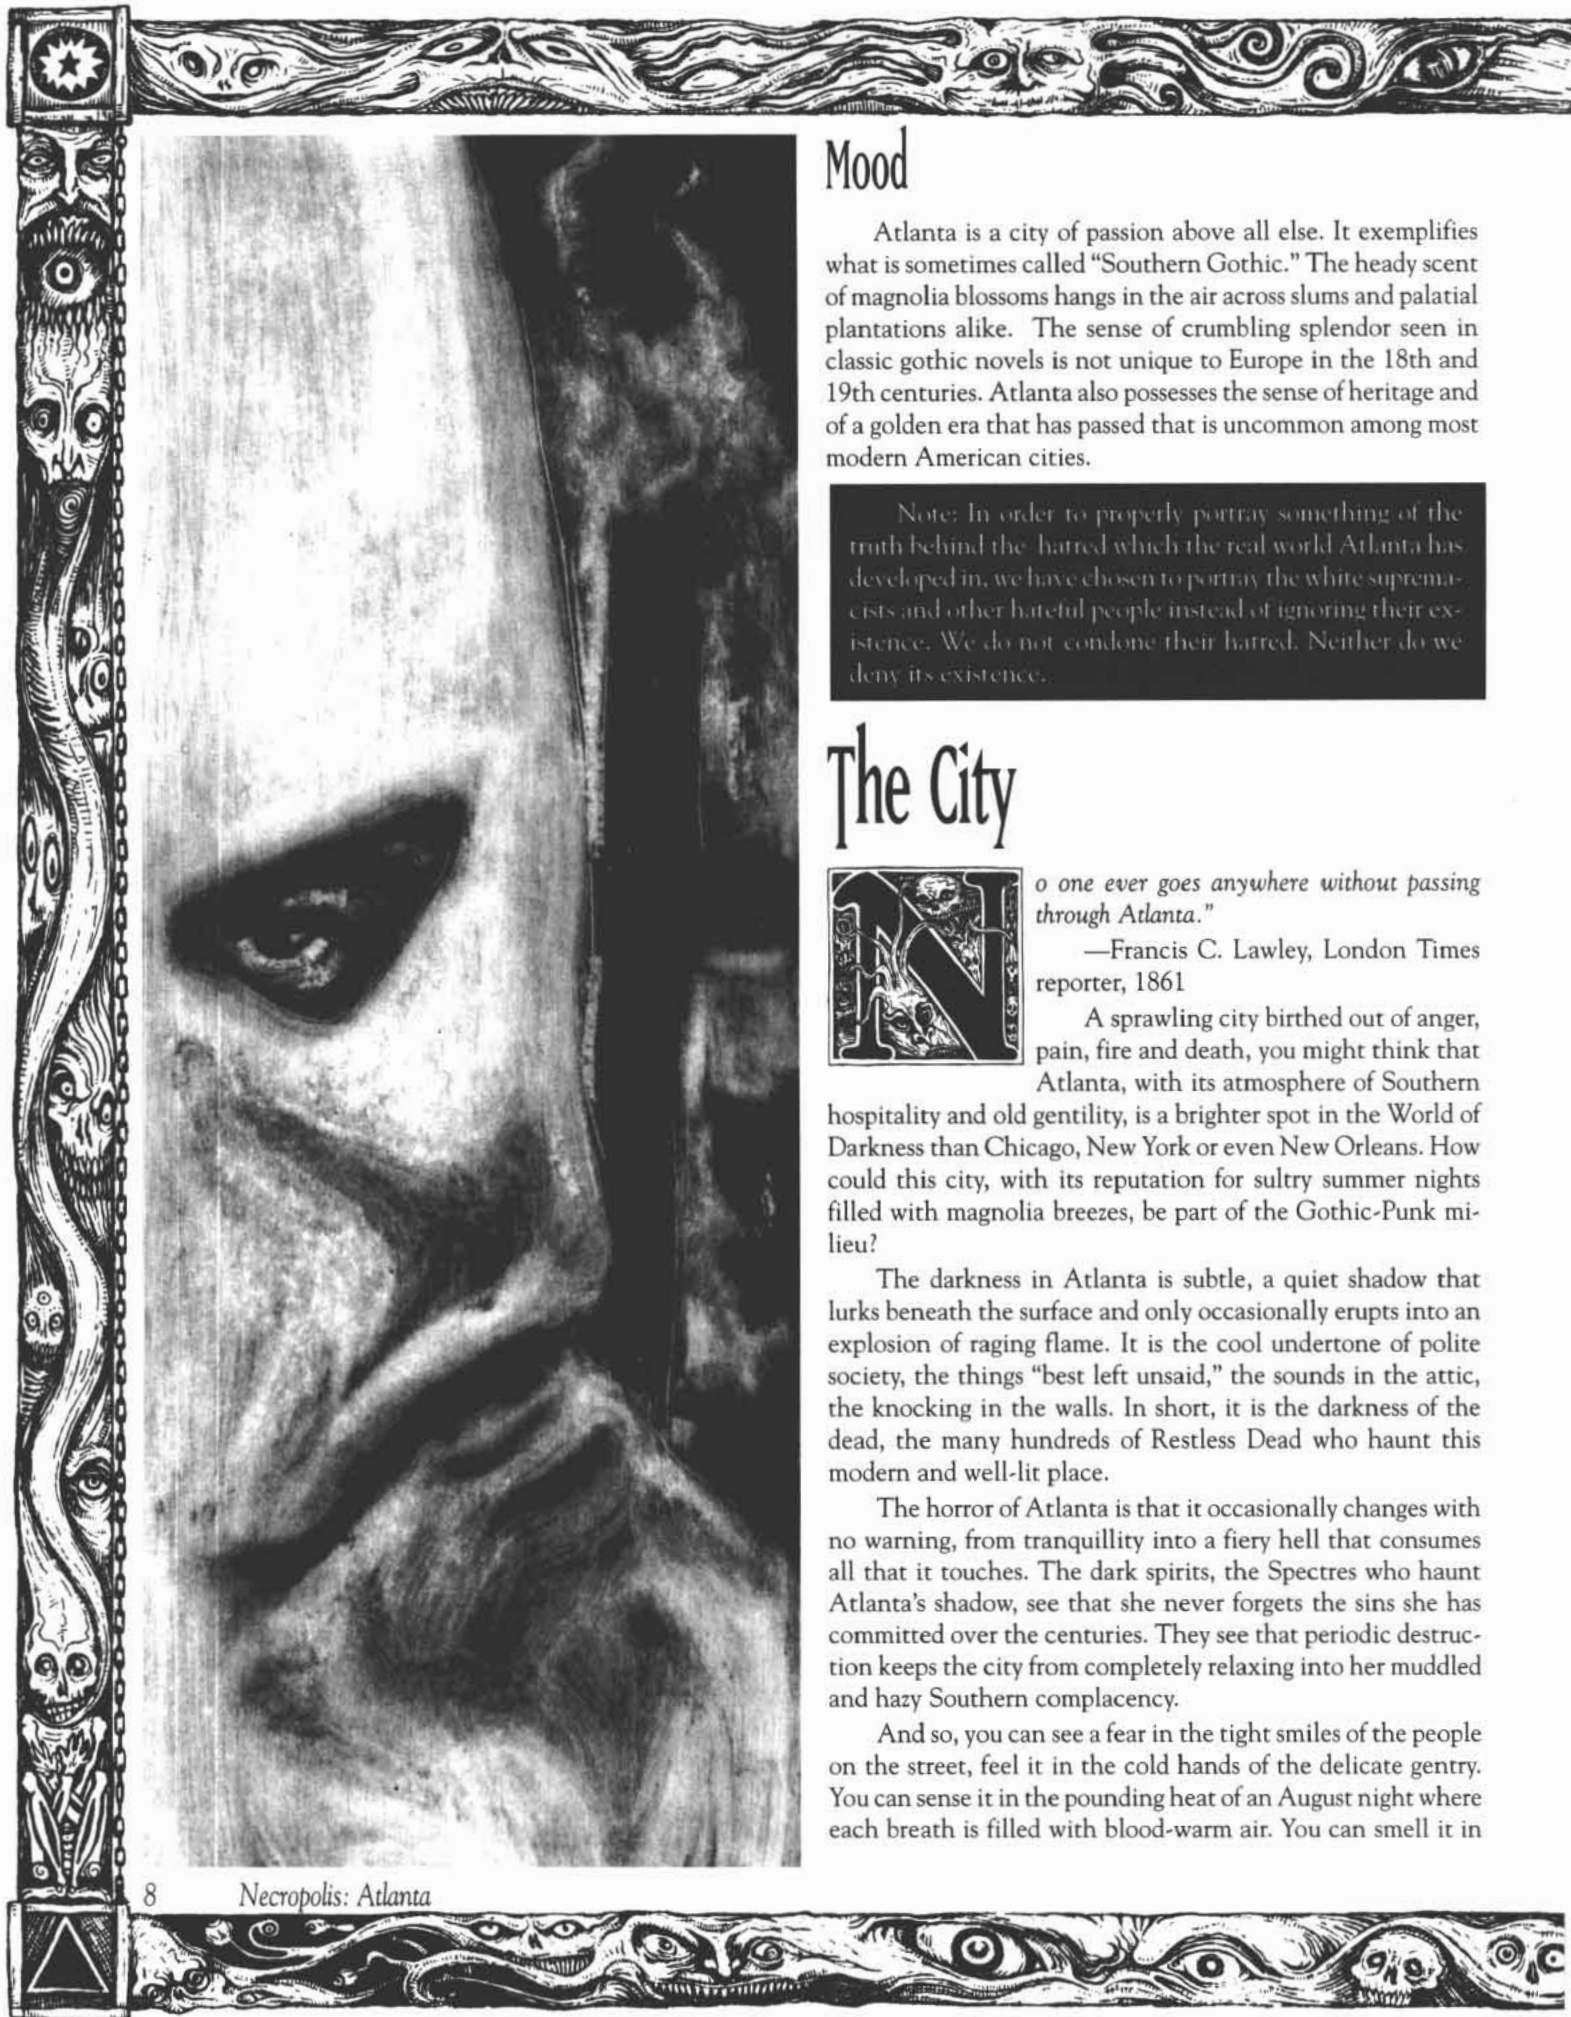 Mood
Atlanta is a city of passion above all else. It exemplifies
what is sometimes called “Southern Gothic.” The heady scent
of magnolia blossoms hangs in the air across slums and palatial
plantations alike. The sense of crumbling splendor seen in
classic gothic novels is not unique to Europe in the 18th and
19th centuries. Atlanta also possesses the sense of heritage and
of a golden era that has passed that is uncommon among most
modern American cities.
Note: In order to properly portray something of the
truth behind the hatred which the real world Atlanta has
developed in, we have chosen to portray the white suprema-
cists and other hateful people instead of ignoring their ex-
istence. We do not condone their hatred. Neither do we
deny its existence.
The City
No one ever goes anywhere without passing
through Atlanta.”
—Francis C. Lawley, London Times
reporter, 1861
A sprawling city birthed out of anger,
pain, fire and death, you might think that
Atlanta, with its atmosphere of Southern
hospitality and old gentility, is a brighter spot in the World of
Darkness than Chicago, New York or even New Orleans. How
could this city, with its reputation for sultry summer nights
filled with magnolia breezes, be part of the Gothic-Punk mi-
lieu?
The darkness in Atlanta is subtle, a quiet shadow that
lurks beneath the surface and only occasionally erupts into an
explosion of raging flame. It is the cool undertone of polite
society, the things “best left unsaid,” the sounds in the attic,
the knocking in the walls. In short, it is the darkness of the
dead, the many hundreds of Restless Dead who haunt this
modern and well-lit place.
The horror of Atlanta is that it occasionally changes with
no warning, from tranquillity into a fiery hell that consumes
all that it touches. The dark spirits, the Spectres who haunt
Atlanta’s shadow, see that she never forgets the sins she has
committed over the centuries. They see that periodic destruc-
tion keeps the city from completely relaxing into her muddled
and hazy Southern complacency.
And so, you can see a fear in the tight smiles of the people
on the street, feel it in the cold hands of the delicate gentry.
You can sense it in the pounding heat of an August night where
each breath is filled with blood-warm air. You can smell it in
8 Necropolis: Atlanta